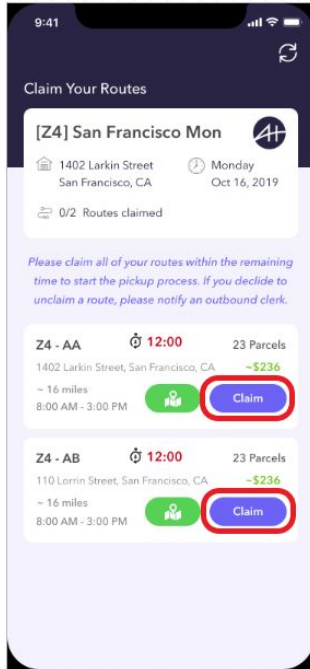 9:41
Claim Your Routes
[Z4] San Francisco Mon
1402 Larkin Street
San Francisco, CA
Monday
Oct 16, 2019
0/2 Routes claimed
Please claim all of your routes within the remaining
time to start the pickup process. If you declide to
unclaim a route, please notify an outbound clerk.
Z4 - AA 12:00 23 Parcels
1402 Larkin Street, San Francisco, CA ~$236
~ 16 miles
8:00 AM - 3:00 PM
Claim
Z4 - AB 12:00 23 Parcels
110 Lorrin Street, San Francisco, CA ~$236
~ 16 miles
8:00 AM - 3:00 PM
Claim